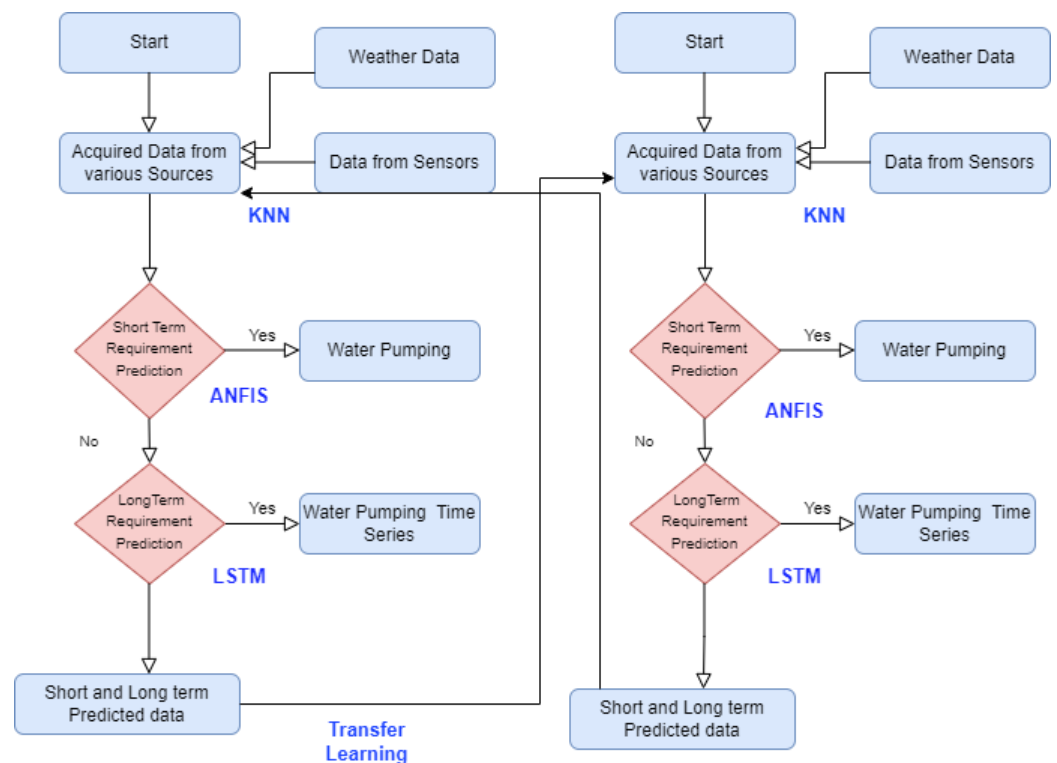 Start
Weather Data
Acquired Data from
various Sources
Data from Sensors
KNN
Short Term
Requirement
Prediction
Yes
Water Pumping
ANFIS
No
LongTerm
Requirement
Prediction
Yes
Water Pumping Time
Series
LSTM
Short and Long term
Predicted data
Transfer
Learning
Start
Weather Data
Acquired Data from
various Sources
Data from Sensors
KNN
Short Term
Requirement
Prediction
Yes
Water Pumping
ANFIS
No
LongTerm
Requirement
Prediction
Yes
Water Pumping Time
Series
LSTM
Short and Long term
Predicted data